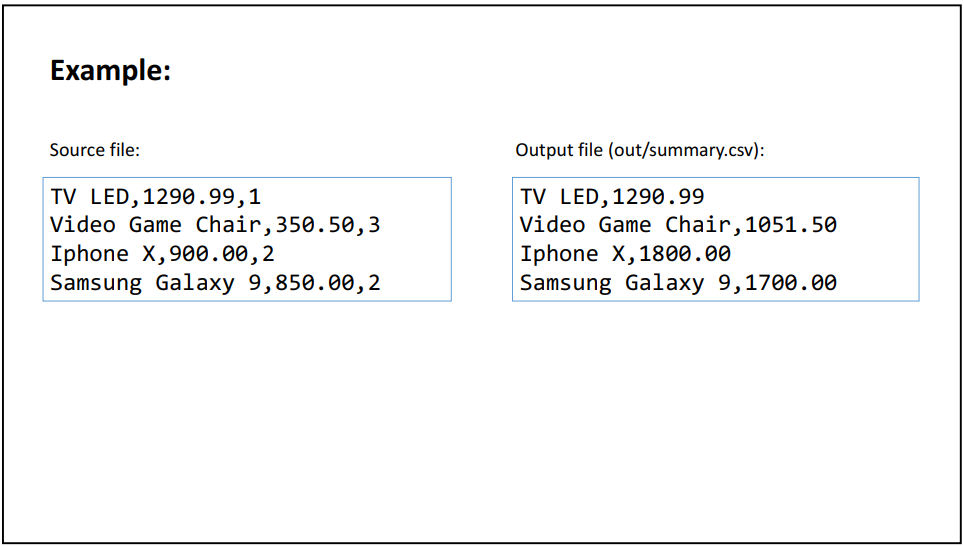 Example:
Source file:
TV LED,1290.99,1
Video Game Chair,350.50,3
Iphone X,900.00,2
Samsung Galaxy 9,850.00,2
Output file (out/summary.csv):
TV LED,1290.99
Video Game Chair,1051.50
Iphone X,1800.00
Samsung Galaxy 9,1700.00